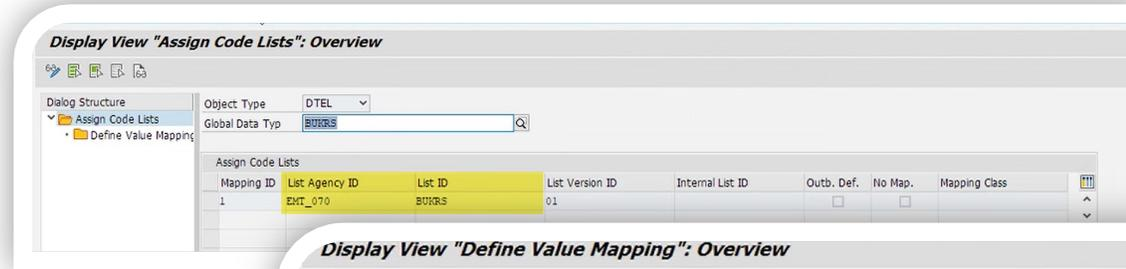 Display View "Assign Code Lists": Overview
Dialog Structure
Assign Code Lists
Define Value Mapping
Object Type DTEL
Global Data Typ BUKRS
Assign Code Lists
Mapping ID List Agency ID List ID List Version ID Internal List ID Outb. Def. No Map. Mapping Class
1 EMT_070 BUKRS 01
Display View "Define Value Mapping": Overview